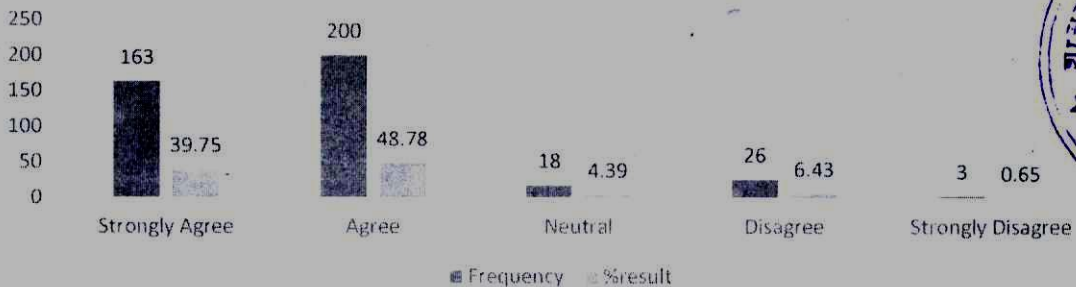 250
200
150
100
50
0
163
39.75
200
48.78
18
4.39
26
6.43
3
0.65
Strongly Agree
Agree
Neutral
Disagree
Strongly Disagree
Frequency
%result